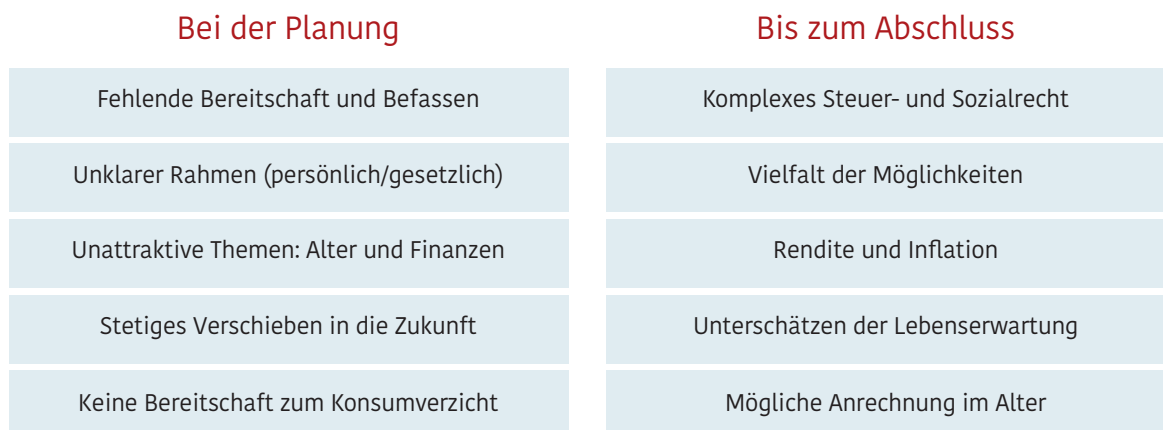 Bei der Planung
Fehlende Bereitschaft und Befassen
Unklarer Rahmen (persönlich/gesetzlich)
Unattraktive Themen: Alter und Finanzen
Stetiges Verschieben in die Zukunft
Keine Bereitschaft zum Konsumverzicht
Bis zum Abschluss
Komplexes Steuer- und Sozialrecht
Vielfalt der Möglichkeiten
Rendite und Inflation
Unterschätzen der Lebenserwartung
Mögliche Anrechnung im Alter